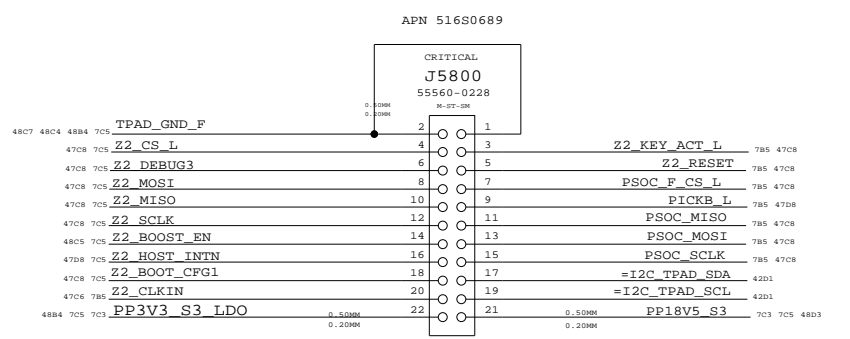 APN 516S0689
CRITICAL
J5800
55560-0228
M-ST-SM
0.50MM
0.20MM
48C7 48C4 48B4 7C5 TPAD_GND_F 2 1
47C8 7C5 Z2_CS_L 4 3 Z2_KEY_ACT_L 7B5 47C8
47C8 7C5 Z2_DEBUG3 6 5 Z2_RESET 7B5 47C8
47C8 7C5 Z2_MOSI 8 7 PSOC_F_CS_L 7B5 47C8
47C8 7C5 Z2_MISO 10 9 PICKB_L 7B5 47D8
47C8 7C5 Z2_SCLK 12 11 PSOC_MISO 7B5 47C8
48C5 7C5 Z2_BOOST_EN 14 13 PSOC_MOSI 7B5 47C8
47D8 7C5 Z2_HOST_INTN 16 15 PSOC_SCLK 7B5 47C8
47C8 7C5 Z2_BOOT_CFG1 18 17 =I2C_TPAD_SDA 42D1
47C6 7B5 Z2_CLKIN 20 19 =I2C_TPAD_SCL 42D1
48B4 7C5 7C3 PP3V3_S3_LDO 0.50MM 22 21 0.50MM PP18V5_S3 7C3 7C5 48D3
0.20MM 0.20MM